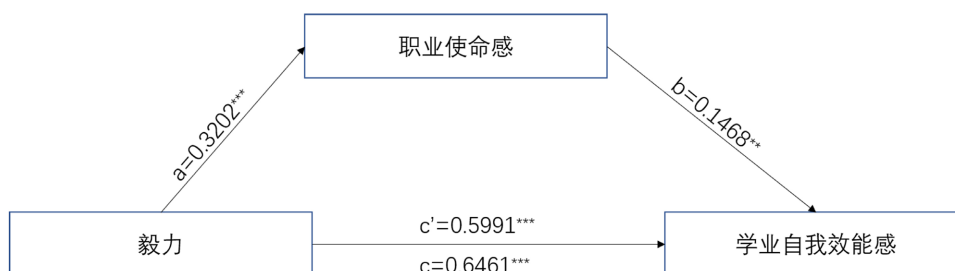 职业使命感
a=0.3202***
b=0.1468**
毅力
c’=0.5991***
c=0.6461***
学业自我效能感